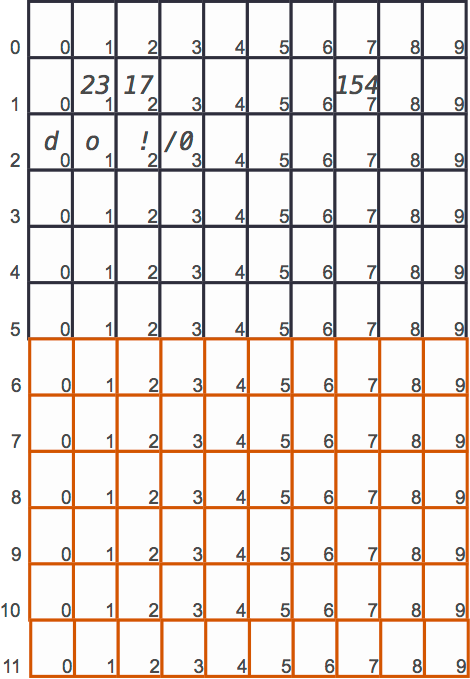 0 0 1 2 3 4 5 6 7 8 9
23 17 154
1 0 1 2 3 4 5 6 7 8 9
d o ! /0
2 0 1 2 3 4 5 6 7 8 9
3 0 1 2 3 4 5 6 7 8 9
4 0 1 2 3 4 5 6 7 8 9
5 0 1 2 3 4 5 6 7 8 9
6 0 1 2 3 4 5 6 7 8 9
7 0 1 2 3 4 5 6 7 8 9
8 0 1 2 3 4 5 6 7 8 9
9 0 1 2 3 4 5 6 7 8 9
10 0 1 2 3 4 5 6 7 8 9
11 0 1 2 3 4 5 6 7 8 9